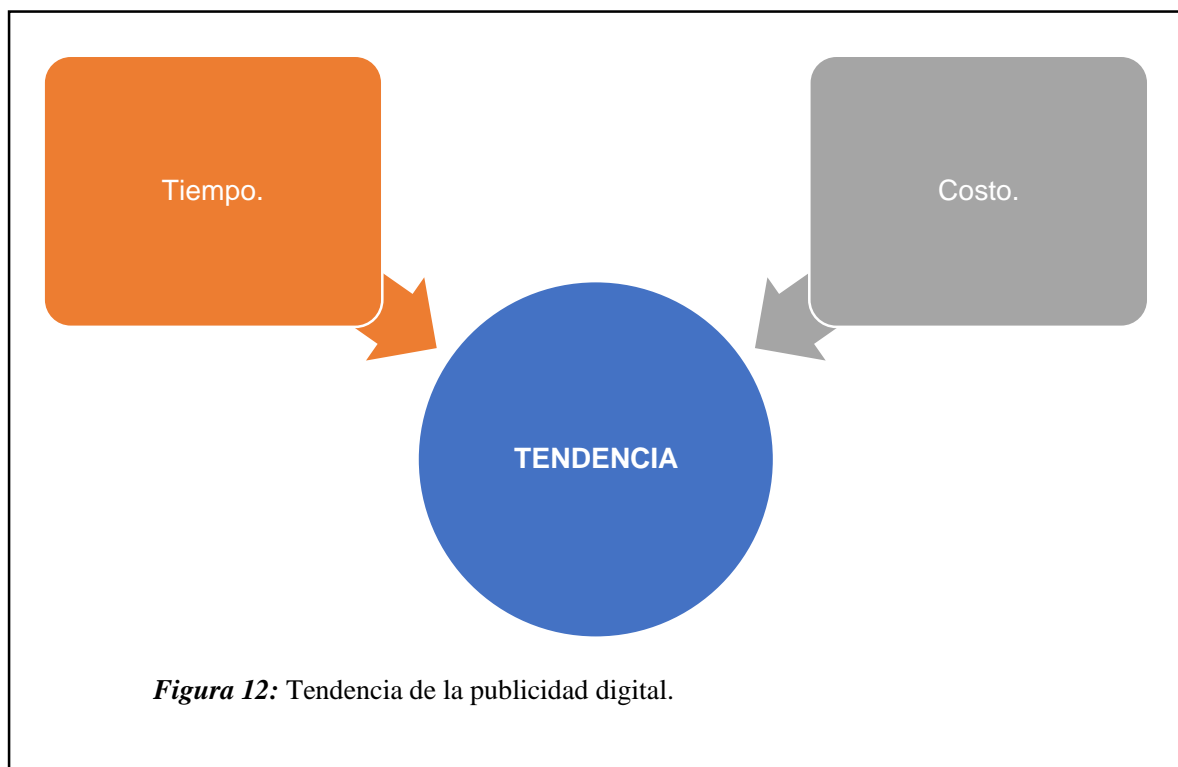 Tiempo.
Costo.
TENDENCIA
Figura 12: Tendencia de la publicidad digital.